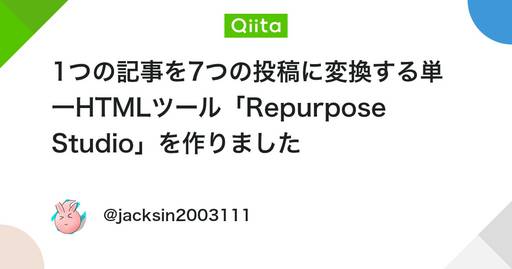 Qiita
1つの記事を7つの投稿に変換する単
一HTMLツール「Repurpose
Studio」を作りました
@jacksin2003111